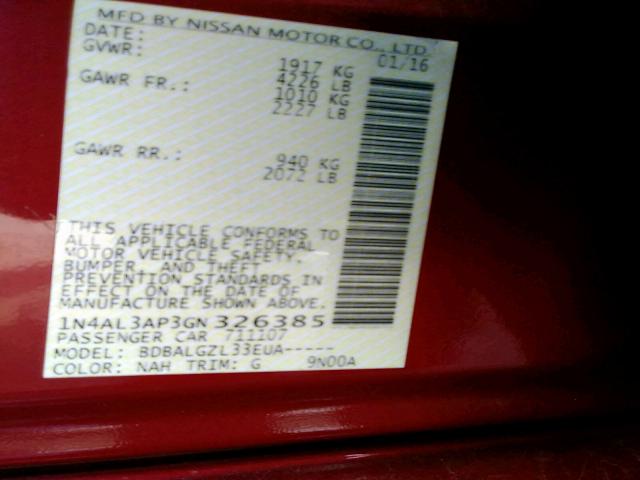 MFD BY NISSAN MOTOR CO., LTD.
DATE: 01/16
GVWR: 1917 KG
4226 LB
GAWR FR.: 1010 KG
2227 LB
GAWR RR.: 940 KG
2072 LB
THIS VEHICLE CONFORMS TO
ALL APPLICABLE FEDERAL
MOTOR VEHICLE SAFETY,
BUMPER, AND THEFT
PREVENTION STANDARDS IN
EFFECT ON THE DATE OF
MANUFACTURE SHOWN ABOVE.
1N4AL3AP3GN326385
PASSENGER CAR 711107
MODEL: BDBALGZL33EUA-----
COLOR: NAH TRIM: G 9N00A